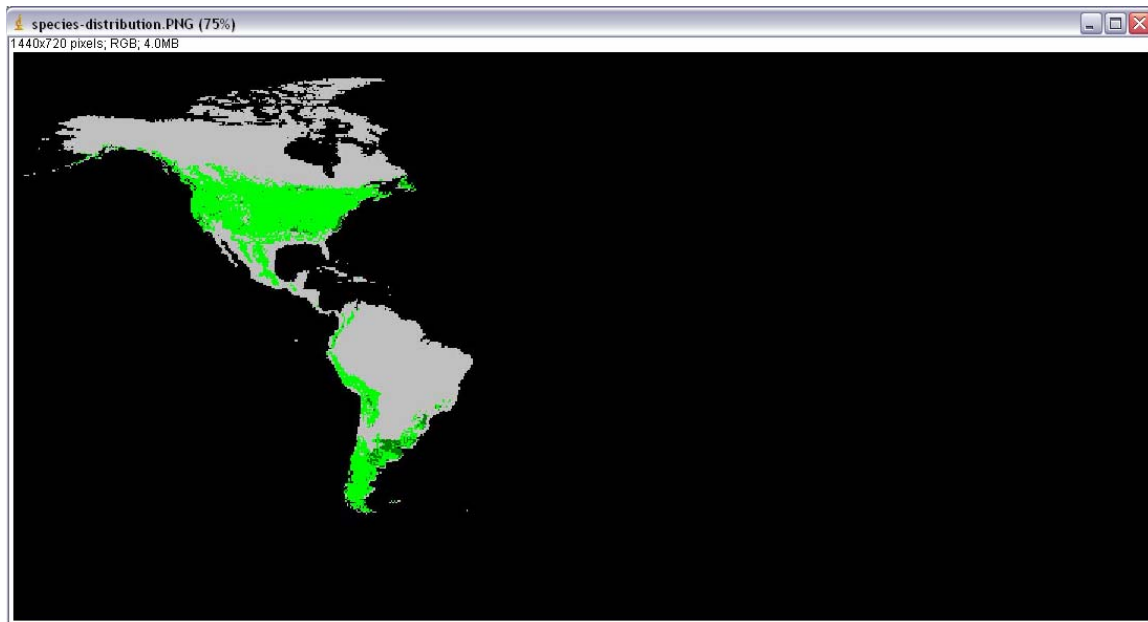 species-distribution.PNG (75%)
1440x720 pixels; RGB; 4.0MB